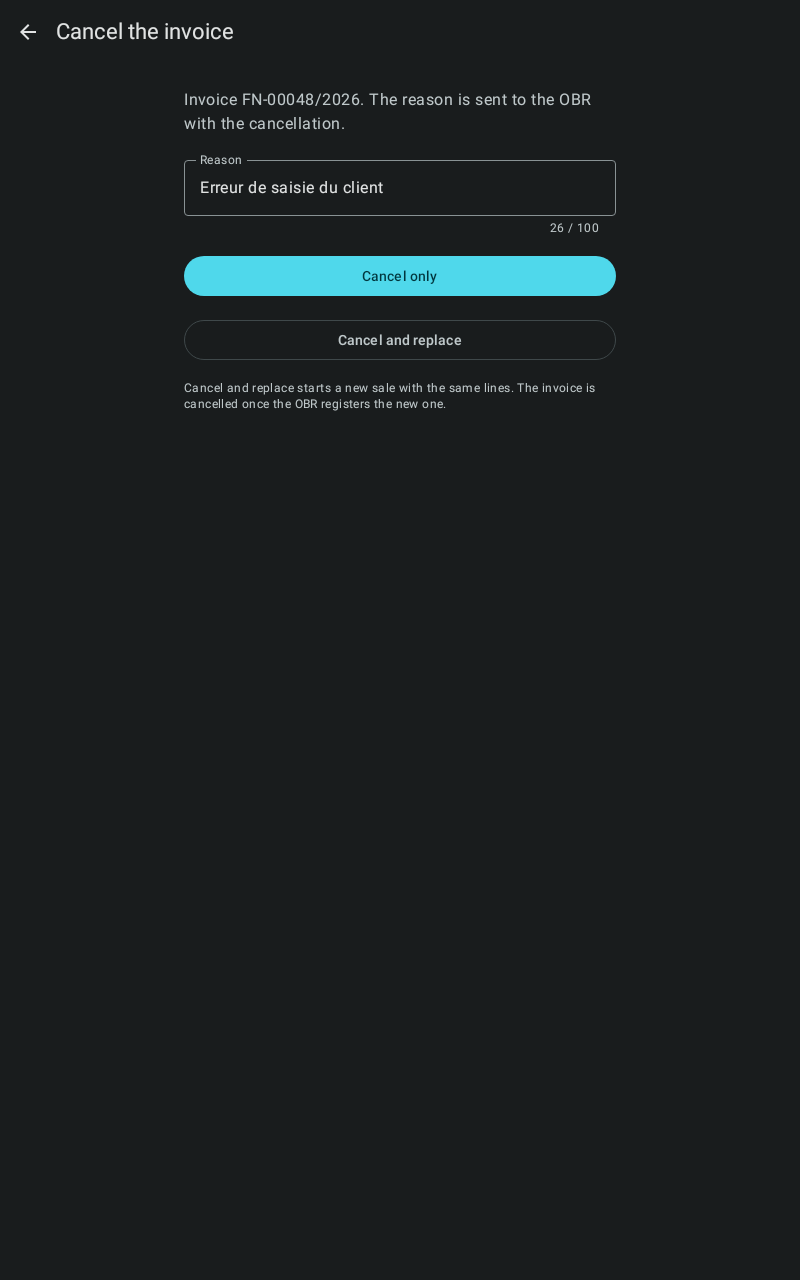 Cancel the invoice
Invoice FN-00048/2026. The reason is sent to the OBR
with the cancellation.
Reason
Erreur de saisie du client
26 / 100
Cancel only
Cancel and replace
Cancel and replace starts a new sale with the same lines. The invoice is
cancelled once the OBR registers the new one.